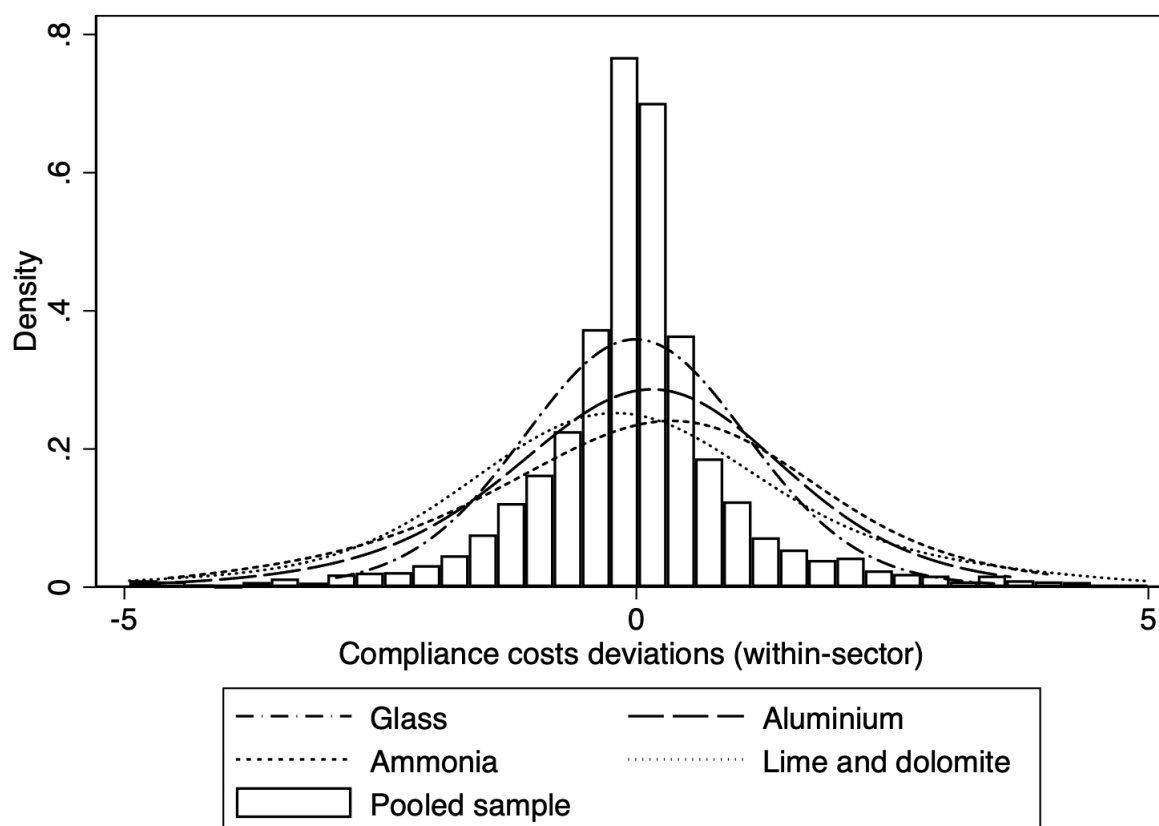 .8
.6
.4
.2
0
Density
-5 0 5
Compliance costs deviations (within-sector)
Glass Aluminium
Ammonia Lime and dolomite
Pooled sample